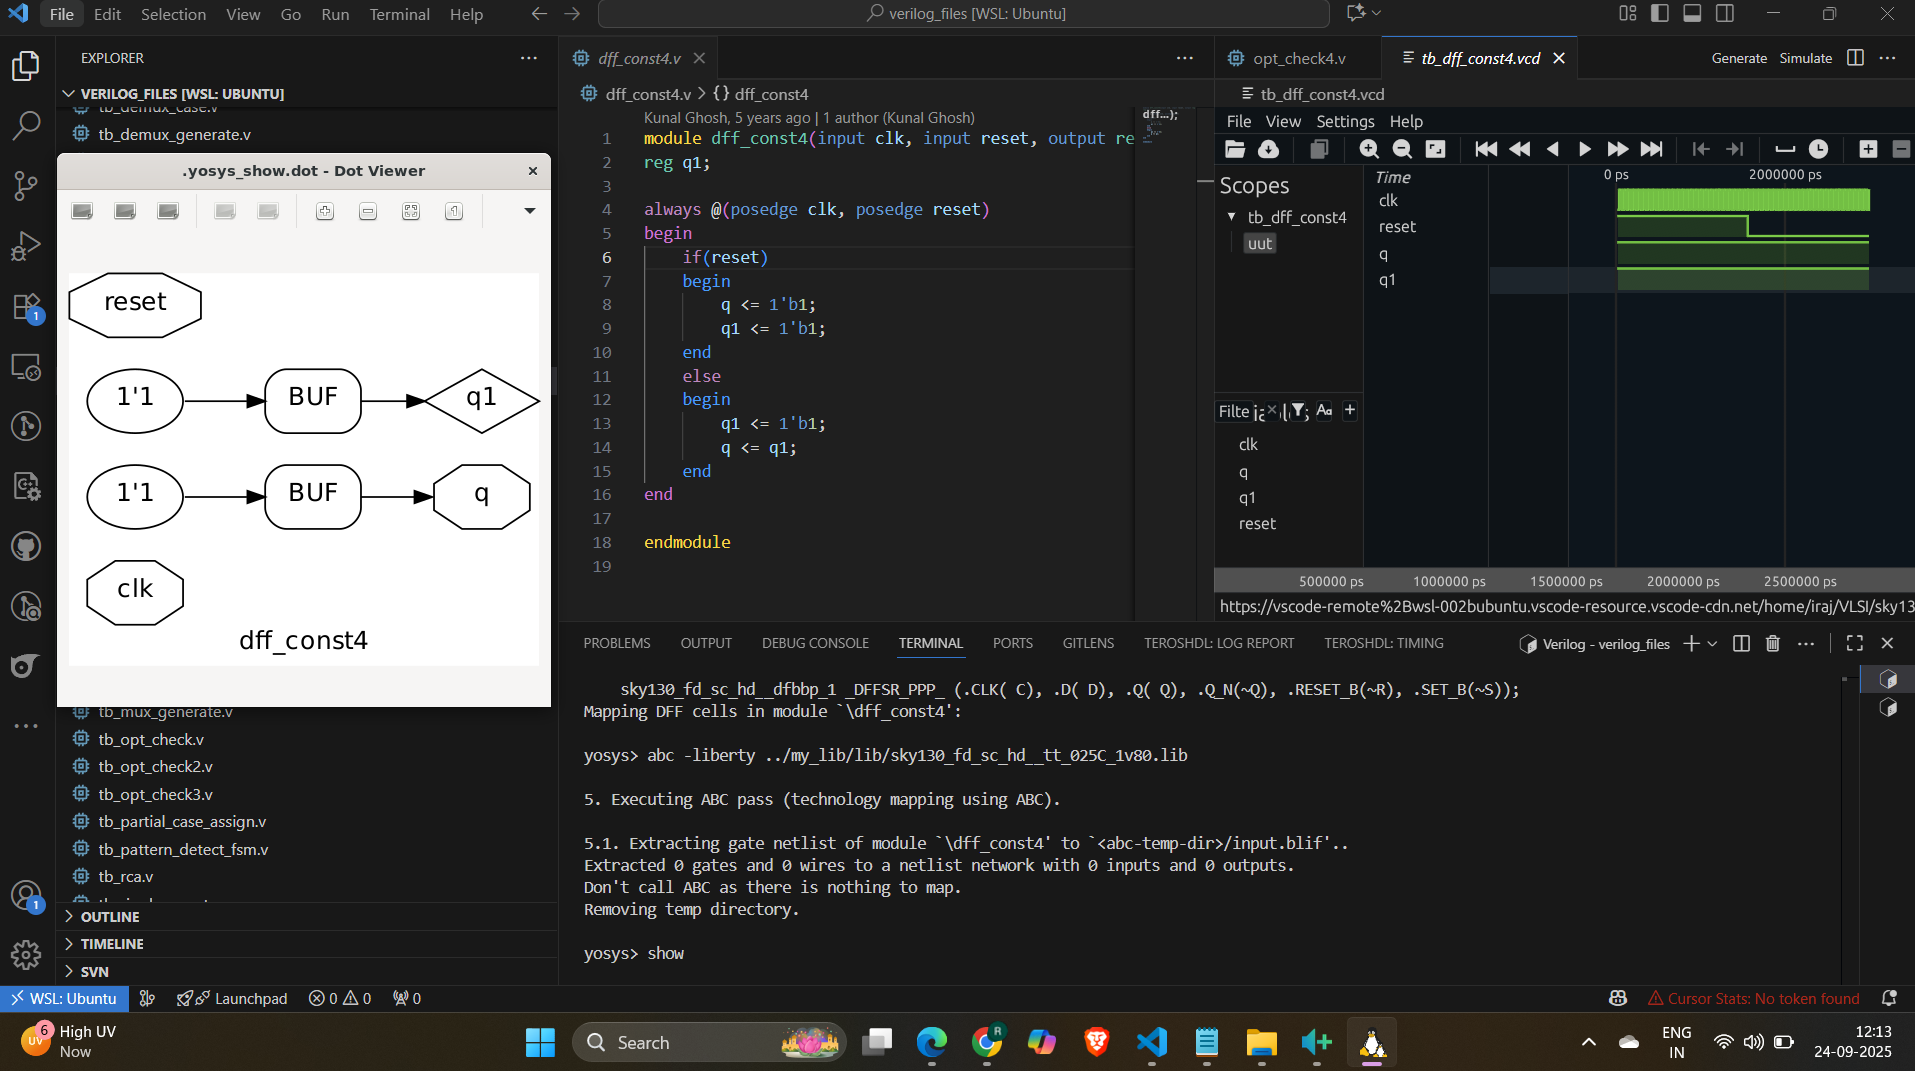 File Edit Selection View Go Run Terminal Help
verilog_files [WSL: Ubuntu]
EXPLORER
VERILOG_FILES [WSL: UBUNTU]
tb_demux_case.v
tb_demux_generate.v
.yosys_show.dot - Dot Viewer
reset
1'1 BUF q1
1'1 BUF q
clk
dff_const4
tb_mux_generate.v
tb_opt_check.v
tb_opt_check2.v
tb_opt_check3.v
tb_partial_case_assign.v
tb_pattern_detect_fsm.v
tb_rca.v
OUTLINE
TIMELINE
SVN
dff_const4.v
dff_const4.v > {} dff_const4
Kunal Ghosh, 5 years ago | 1 author (Kunal Ghosh)
1 module dff_const4(input clk, input reset, output re
2 reg q1;
3
4 always @(posedge clk, posedge reset)
5 begin
6 if(reset)
7 begin
8 q <= 1'b1;
9 q1 <= 1'b1;
10 end
11 else
12 begin
13 q1 <= 1'b1;
14 q <= q1;
15 end
16 end
17
18 endmodule
19
dff...);
opt_check4.v
tb_dff_const4.vcd
Generate Simulate
tb_dff_const4.vcd
File View Settings Help
Scopes
tb_dff_const4
uut
Time
0 ps 2000000 ps
clk
reset
q
q1
Filte
Aa
clk
q
q1
reset
500000 ps 1000000 ps 1500000 ps 2000000 ps 2500000 ps
https://vscode-remote%2Bwsl-002bubuntu.vscode-resource.vscode-cdn.net/home/iraj/VLSI/sky13
PROBLEMS OUTPUT DEBUG CONSOLE TERMINAL PORTS GITLENS TEROSHDL: LOG REPORT TEROSHDL: TIMING
Verilog - verilog_files
sky130_fd_sc_hd__dfbbp_1 _DFFSR_PPP_ (.CLK( C), .D( D), .Q( Q), .Q_N(~Q), .RESET_B(~R), .SET_B(~S));
Mapping DFF cells in module `\dff_const4':
yosys> abc -liberty ../my_lib/lib/sky130_fd_sc_hd__tt_025C_1v80.lib
5. Executing ABC pass (technology mapping using ABC).
5.1. Extracting gate netlist of module `\dff_const4' to `<abc-temp-dir>/input.blif'..
Extracted 0 gates and 0 wires to a netlist network with 0 inputs and 0 outputs.
Don't call ABC as there is nothing to map.
Removing temp directory.
yosys> show
WSL: Ubuntu Launchpad 0 0 0
Cursor Stats: No token found
6
UV
High UV
Now
Search
R
ENG
IN
12:13
24-09-2025